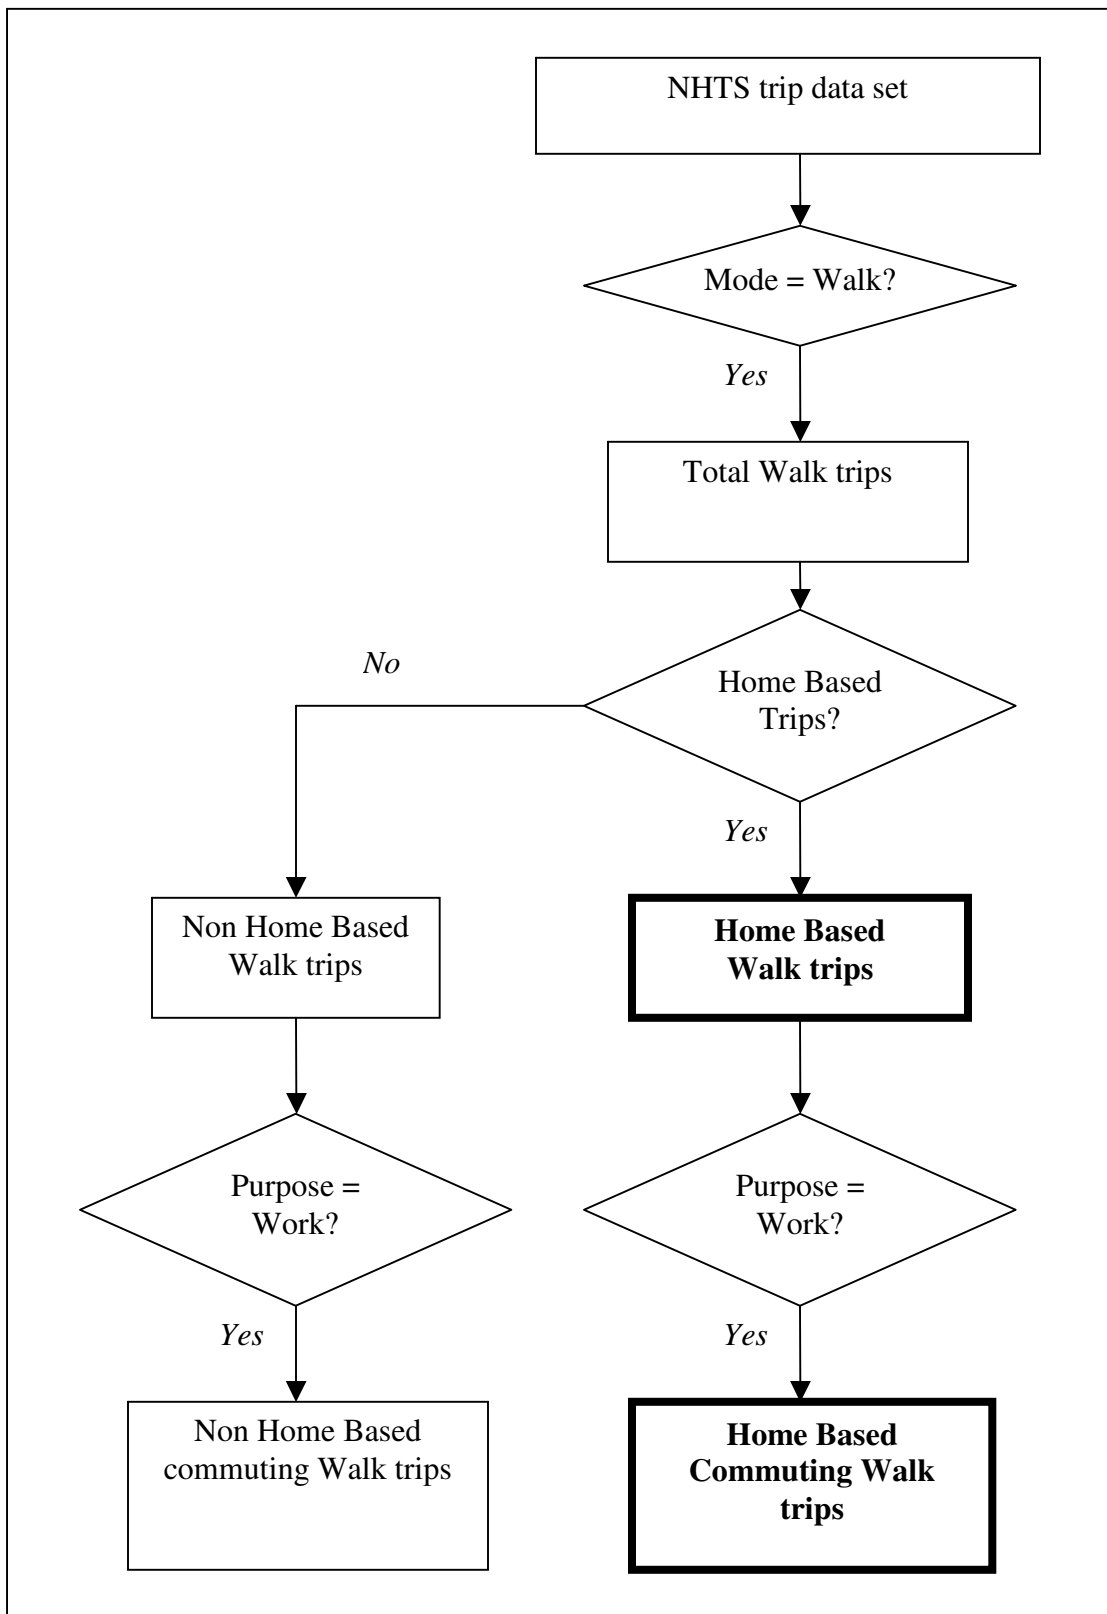 NHTS trip data set
Mode = Walk?
Yes
Total Walk trips
No
Home Based
Trips?
Yes
Non Home Based
Walk trips
Home Based
Walk trips
Purpose =
Work?
Purpose =
Work?
Yes
Yes
Non Home Based
commuting Walk trips
Home Based
Commuting Walk
trips